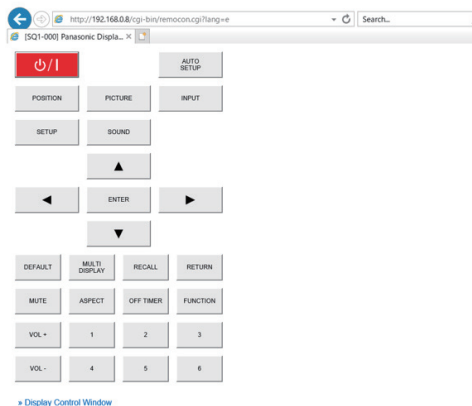 http://192.168.0.8/cgi-bin/remocon.cgi?lang=e
Search...
[SQ1-000] Panasonic Displa...
AUTO
SETUP
POSITION
PICTURE
INPUT
SETUP
SOUND
ENTER
DEFAULT
MULTI
DISPLAY
RECALL
RETURN
MUTE
ASPECT
OFF TIMER
FUNCTION
VOL +
1
2
3
VOL -
4
5
6
» Display Control Window